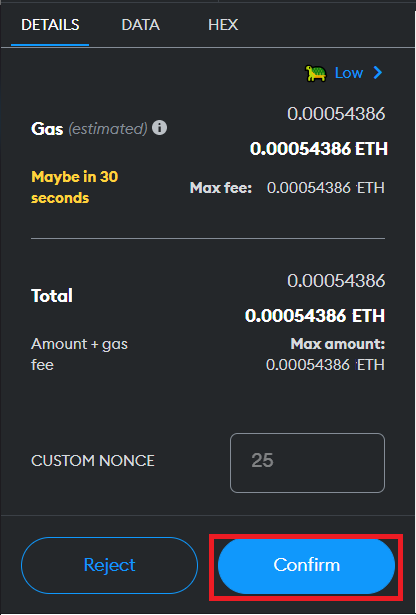 DETAILS DATA HEX
Low
0.00054386
Gas (estimated)
0.00054386 ETH
Maybe in 30
seconds
Max fee: 0.00054386 ETH
0.00054386
Total
0.00054386 ETH
Amount + gas
fee
Max amount:
0.00054386 ETH
CUSTOM NONCE 25
Reject Confirm